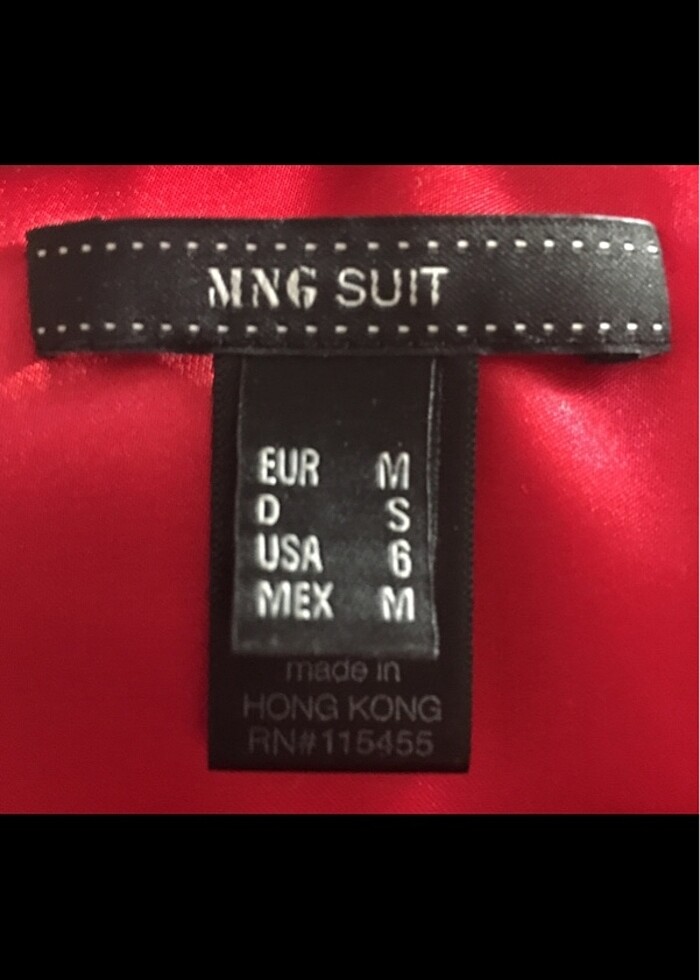 MNG SUIT
EUR M
D S
USA 6
MEX M
made in
HONG KONG
RN#115455